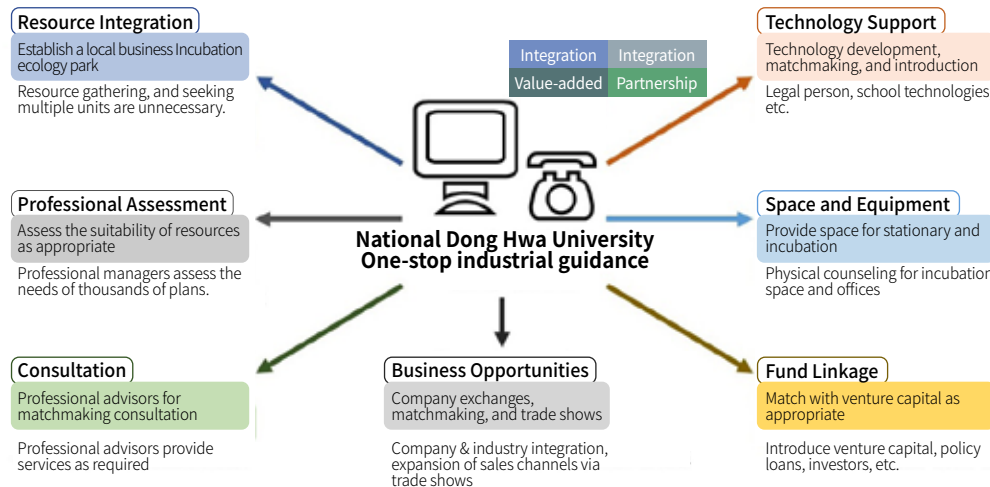 Resource Integration
Establish a local business Incubation
ecology park
Resource gathering, and seeking
multiple units are unnecessary.
Integration Integration
Value-added Partnership
Technology Support
Technology development,
matchmaking, and introduction
Legal person, school technologies
etc.
Professional Assessment
Assess the suitability of resources
as appropriate
Professional managers assess the
needs of thousands of plans.
National Dong Hwa University
One-stop industrial guidance
Space and Equipment
Provide space for stationary and
incubation
Physical counseling for incubation
space and offices
Consultation
Professional advisors for
matchmaking consultation
Professional advisors provide
services as required
Business Opportunities
Company exchanges,
matchmaking, and trade shows
Company & industry integration,
expansion of sales channels via
trade shows
Fund Linkage
Match with venture capital as
appropriate
Introduce venture capital, policy
loans, investors, etc.